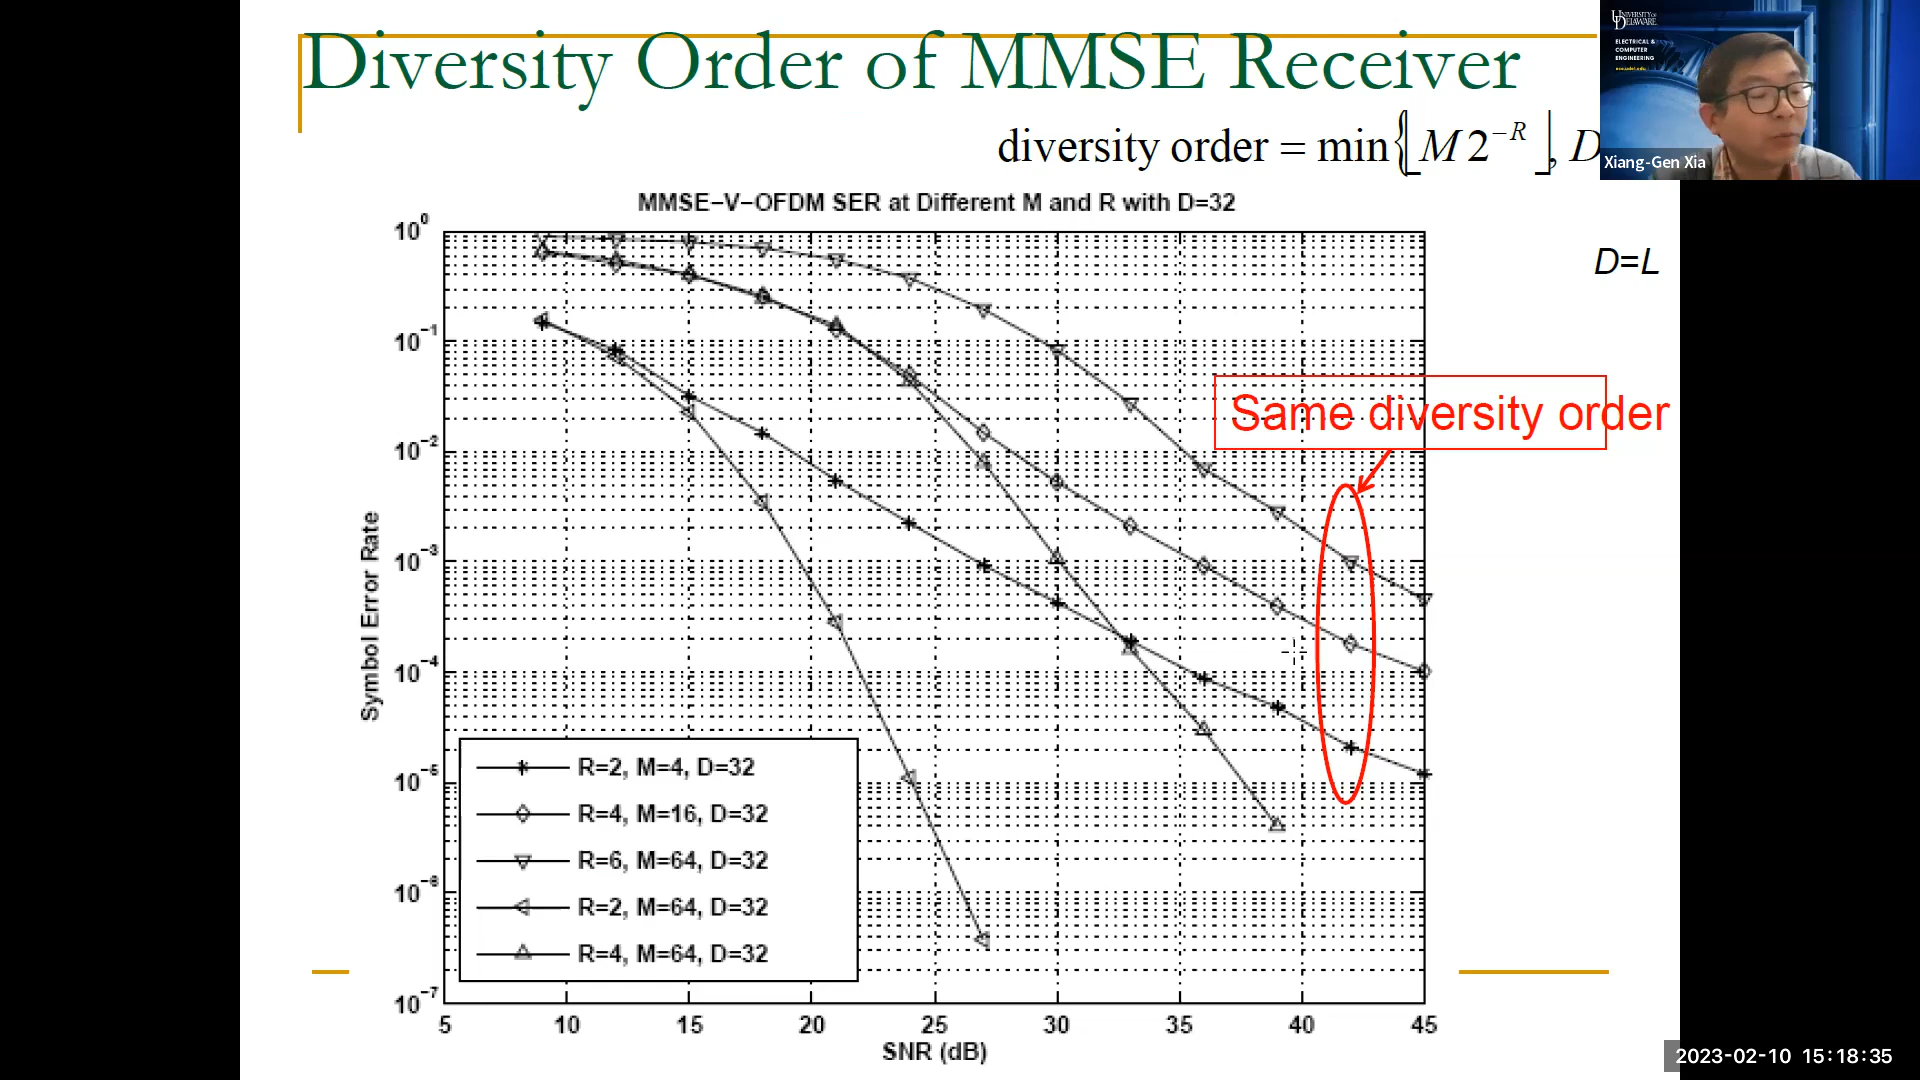 Diversity Order of MMSE Receiver
UNIVERSITY OF
DELAWARE
ELECTRICAL &
COMPUTER
ENGINEERING
Xiang-Gen Xia
diversity order = min{⌊M2^{-R}⌋, D
MMSE-V-OFDM SER at Different M and R with D=32
D=L
Same diversity order
10^0
10^-1
10^-2
10^-3
10^-4
10^-5
10^-6
10^-7
Symbol Error Rate
R=2, M=4, D=32
R=4, M=16, D=32
R=6, M=64, D=32
R=2, M=64, D=32
R=4, M=64, D=32
5 10 15 20 25 30 35 40 45
SNR (dB)
2023-02-10 15:18:35